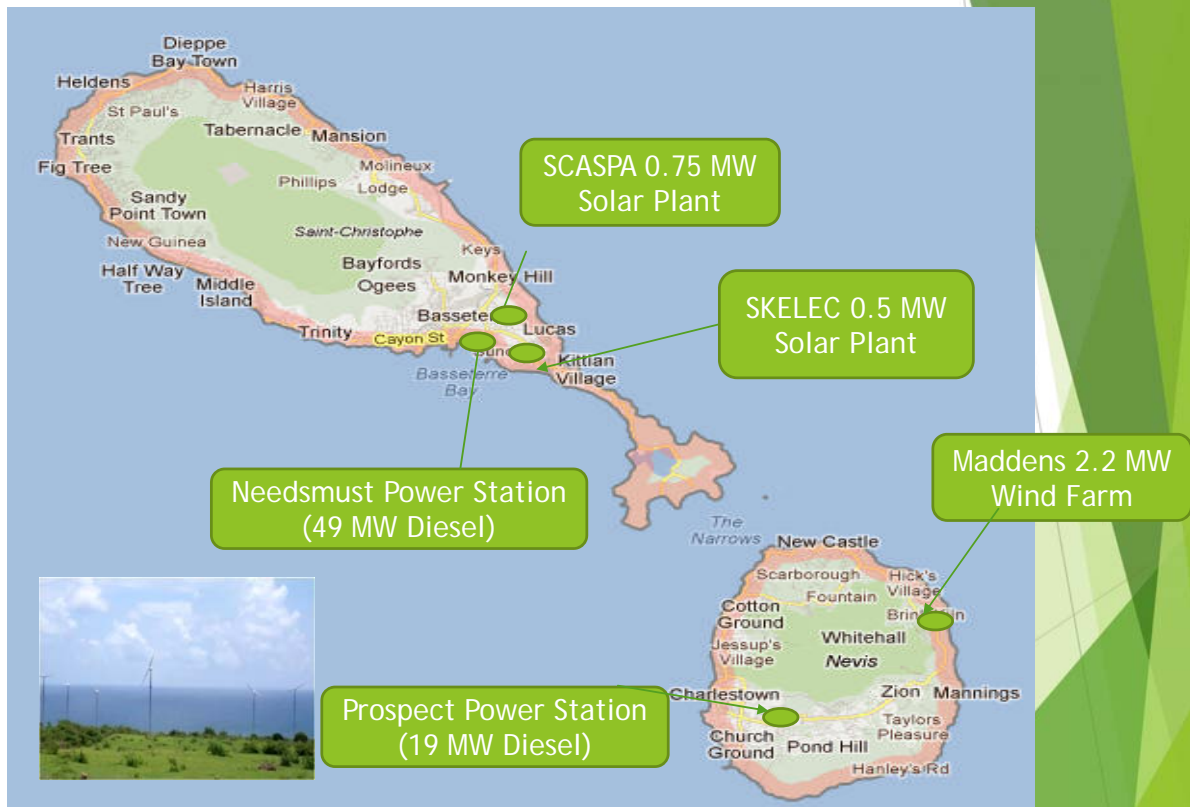 Dieppe
Bay Town
Heldens
Harris
Village
St Paul's
Tabernacle
Mansion
Trants
Molineux
Fig Tree
Phillips
Lodge
Sandy
Point Town
Saint-Christophe
New Guinea
Keys
Half Way
Tree
Bayfords
Ogees
Monkey Hill
Middle
Island
Trinity
Cayon St
Lucas
Basseterre
Bay
Kittian
Village
SCASPA 0.75 MW
Solar Plant
SKELEC 0.5 MW
Solar Plant
Needsmust Power Station
(49 MW Diesel)
Maddens 2.2 MW
Wind Farm
The
Narrows
New Castle
Scarborough
Hick's
Village
Fountain
Cotton
Ground
Whitehall
Jessup's
Village
Nevis
Charlestown
Zion
Mannings
Prospect Power Station
(19 MW Diesel)
Church
Ground
Pond Hill
Taylors
Pleasure
Hanley's Rd